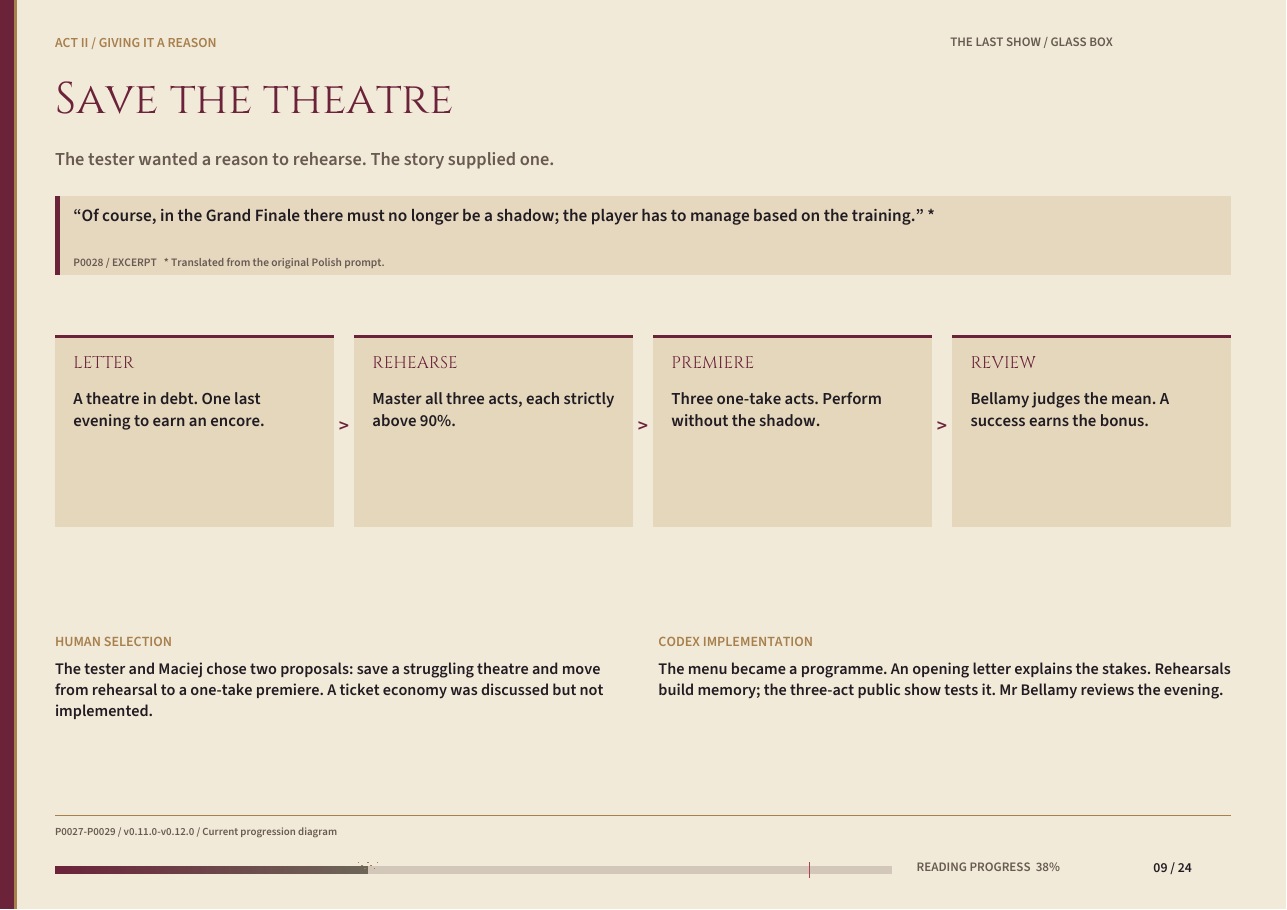 ACT II / GIVING IT A REASON
THE LAST SHOW / GLASS BOX
SAVE THE THEATRE
The tester wanted a reason to rehearse. The story supplied one.
“Of course, in the Grand Finale there must no longer be a shadow; the player has to manage based on the training.” *
P0028 / EXCERPT * Translated from the original Polish prompt.
LETTER
A theatre in debt. One last
evening to earn an encore.
>
REHEARSE
Master all three acts, each strictly
above 90%.
>
PREMIERE
Three one-take acts. Perform
without the shadow.
>
REVIEW
Bellamy judges the mean. A
success earns the bonus.
HUMAN SELECTION
The tester and Maciej chose two proposals: save a struggling theatre and move
from rehearsal to a one-take premiere. A ticket economy was discussed but not
implemented.
CODEX IMPLEMENTATION
The menu became a programme. An opening letter explains the stakes. Rehearsals
build memory; the three-act public show tests it. Mr Bellamy reviews the evening.
P0027-P0029 / v0.11.0-v0.12.0 / Current progression diagram
READING PROGRESS 38%
09 / 24